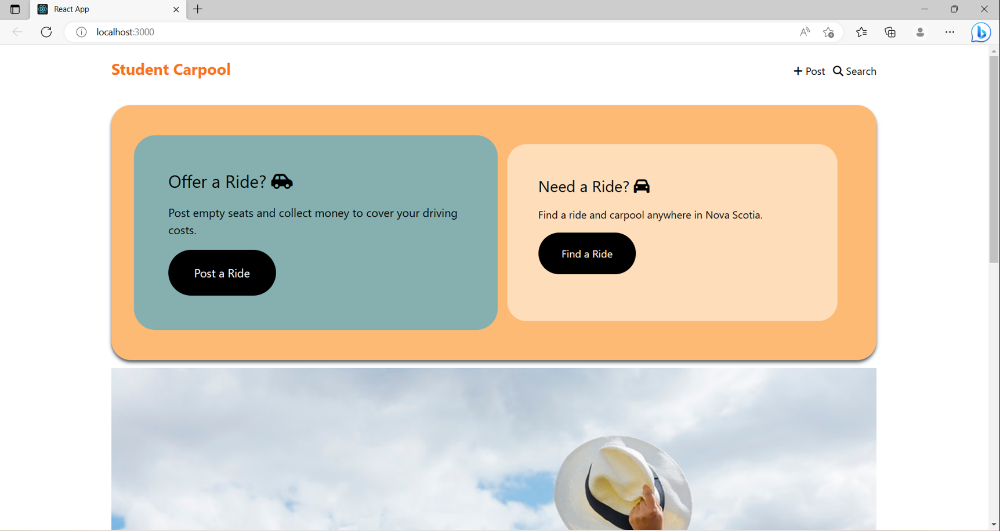 React App
localhost:3000
Student Carpool
Post Search
Offer a Ride?
Post empty seats and collect money to cover your driving
costs.
Post a Ride
Need a Ride?
Find a ride and carpool anywhere in Nova Scotia.
Find a Ride